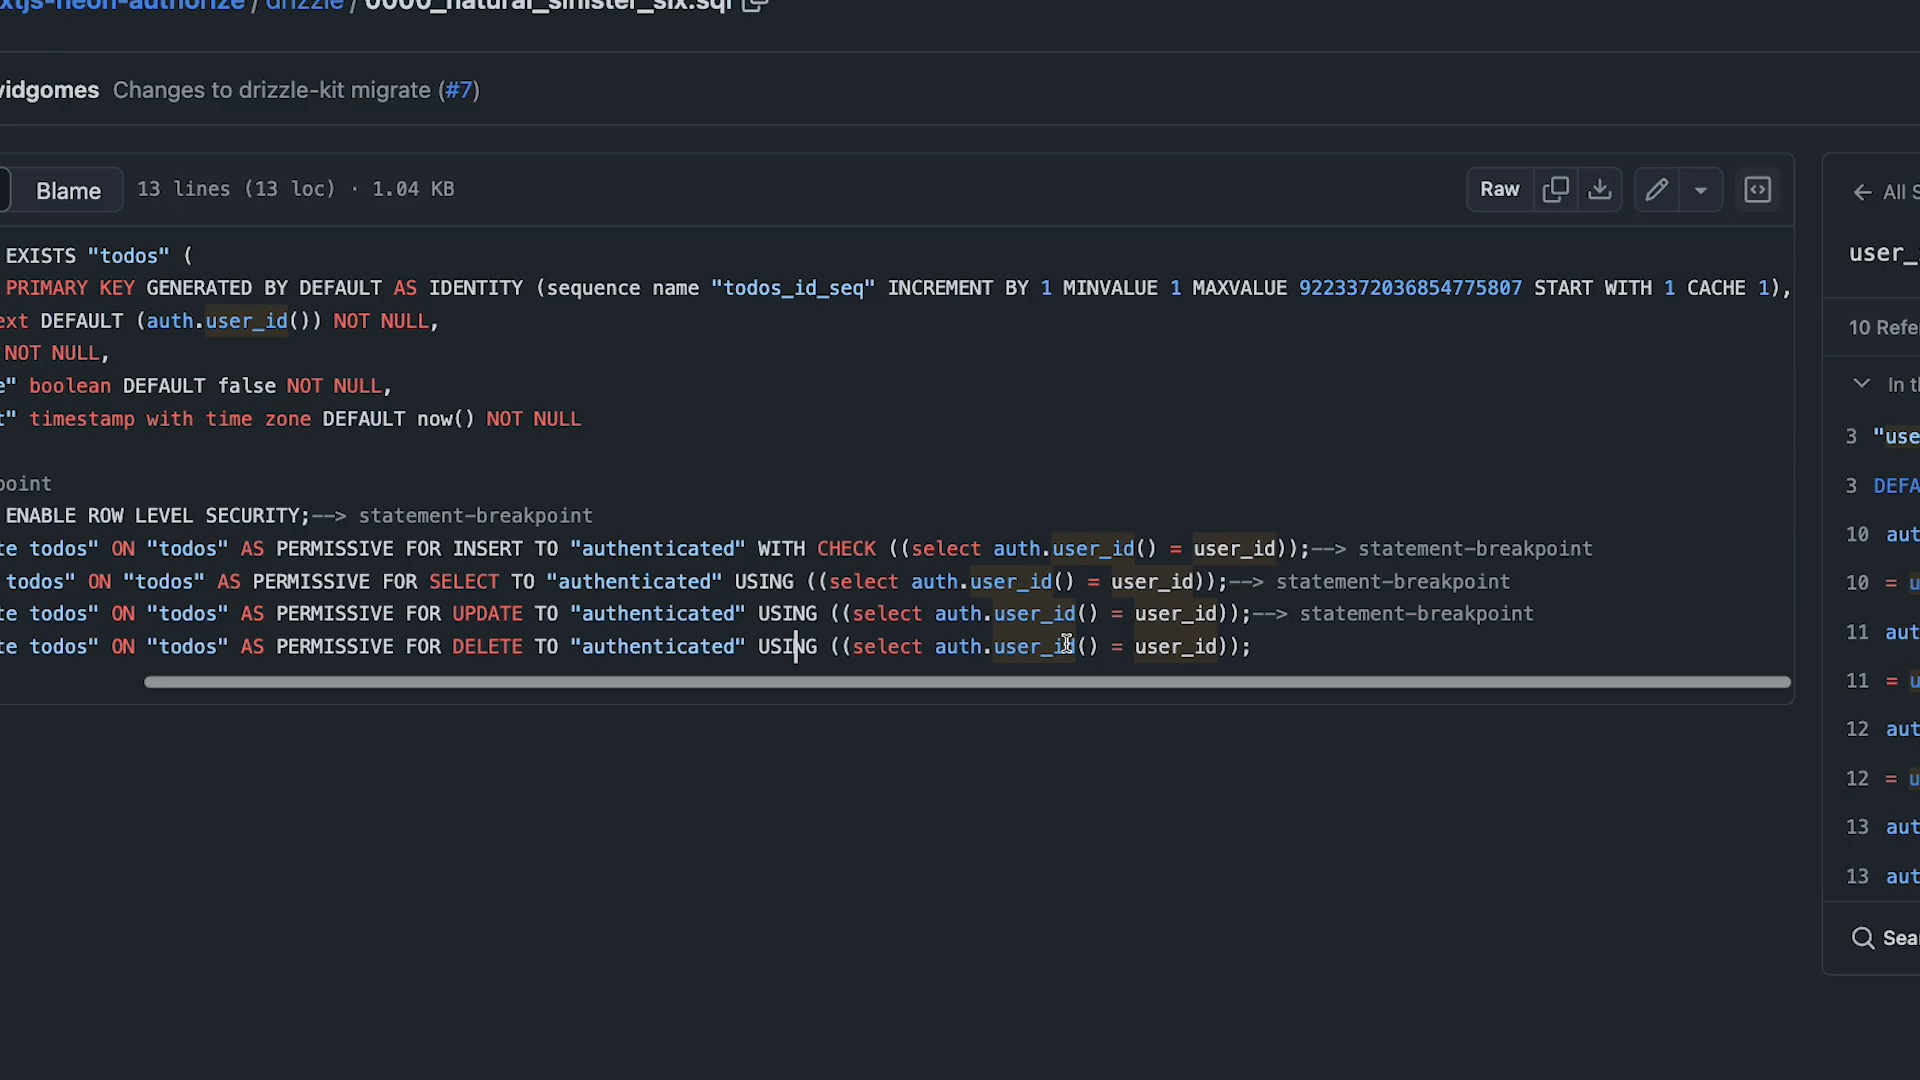 xtjs-neon-authorize / drizzle / 0000_natural_sinister_six.sql
vidgomes Changes to drizzle-kit migrate (#7)
Blame 13 lines (13 loc) · 1.04 KB Raw
EXISTS "todos" (
PRIMARY KEY GENERATED BY DEFAULT AS IDENTITY (sequence name "todos_id_seq" INCREMENT BY 1 MINVALUE 1 MAXVALUE 9223372036854775807 START WITH 1 CACHE 1),
ext DEFAULT (auth.user_id()) NOT NULL,
NOT NULL,
e" boolean DEFAULT false NOT NULL,
t" timestamp with time zone DEFAULT now() NOT NULL
point
ENABLE ROW LEVEL SECURITY;--> statement-breakpoint
te todos" ON "todos" AS PERMISSIVE FOR INSERT TO "authenticated" WITH CHECK ((select auth.user_id() = user_id));--> statement-breakpoint
todos" ON "todos" AS PERMISSIVE FOR SELECT TO "authenticated" USING ((select auth.user_id() = user_id));--> statement-breakpoint
te todos" ON "todos" AS PERMISSIVE FOR UPDATE TO "authenticated" USING ((select auth.user_id() = user_id));--> statement-breakpoint
te todos" ON "todos" AS PERMISSIVE FOR DELETE TO "authenticated" USING ((select auth.user_id() = user_id));
← All S
user_
10 Refe
In t
3 "use
3 DEFA
10 aut
10 = u
11 aut
11 = u
12 aut
12 = u
13 aut
13 aut
Sear